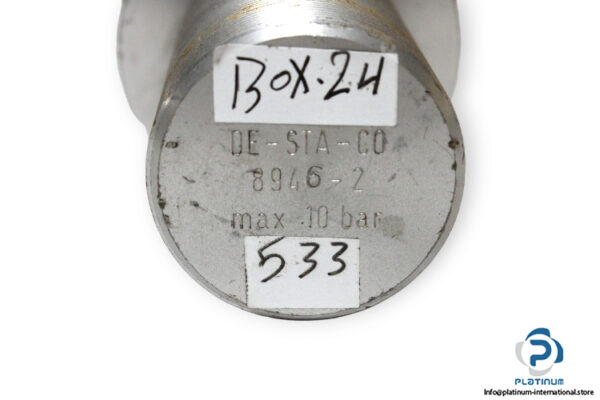 BOX.24
DE-STA-CO
8946-2
max 10 bar
533
PLATINUM
Info@platinum-international.store